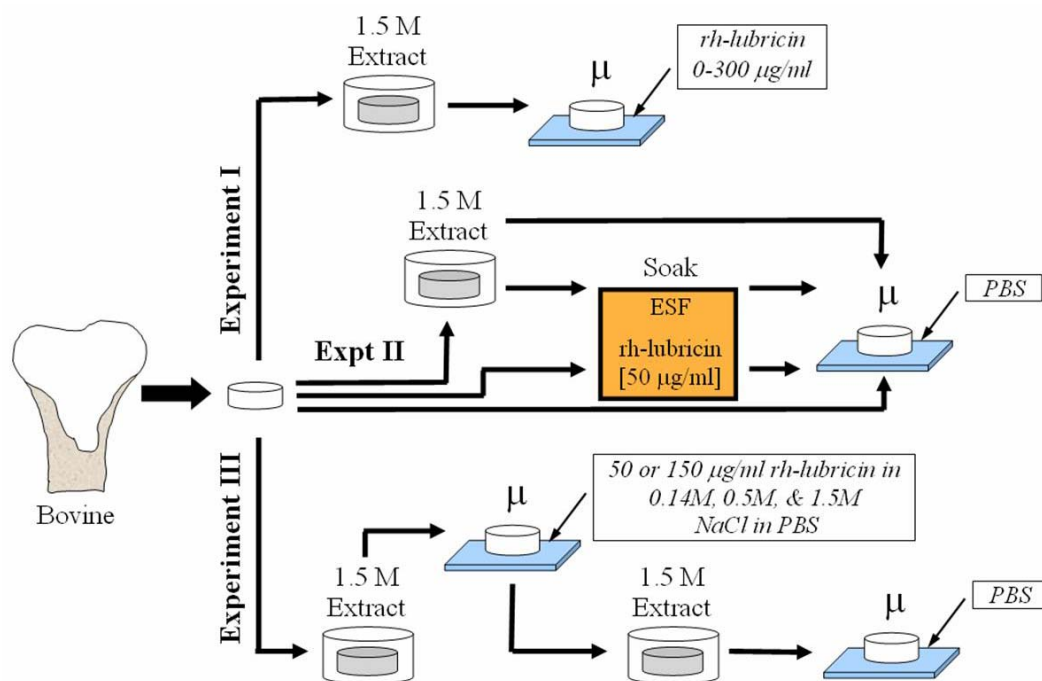 1.5 M
Extract
μ
rh-lubricin
0-300 μg/ml
Experiment I
1.5 M
Extract
Soak
ESF
rh-lubricin
[50 μg/ml]
μ
PBS
Expt II
Bovine
Experiment III
1.5 M
Extract
μ
50 or 150 μg/ml rh-lubricin in
0.14M, 0.5M, & 1.5M
NaCl in PBS
1.5 M
Extract
μ
PBS